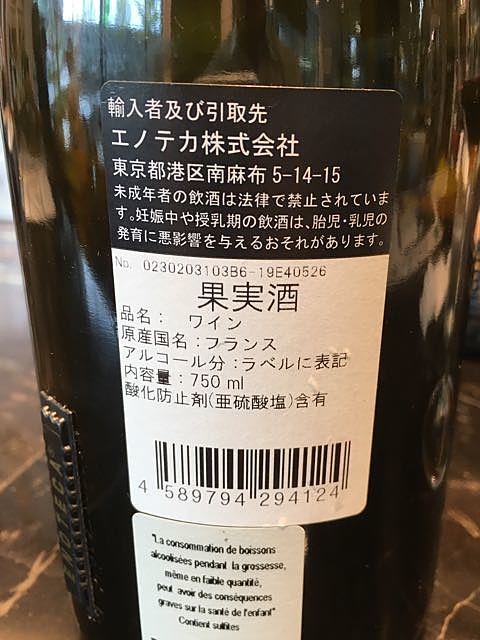 輸入者及び引取先
エノテカ株式会社
東京都港区南麻布 5-14-15
未成年者の飲酒は法律で禁止されていま
す。妊娠中や授乳期の飲酒は、胎児・乳児の
発育に悪影響を与えるおそれがあります。
No. 0230203103B6-19E40526
果実酒
品名： ワイン
原産国名：フランス
アルコール分：ラベルに表記
内容量：750 ml
酸化防止剤(亜硫酸塩)含有
4 589794 294124
"La consommation de boissons
alcoolisées pendant la grossesse,
même en faible quantité,
peut avoir des conséquences
graves sur la santé de l'enfant"
Contient sulfites